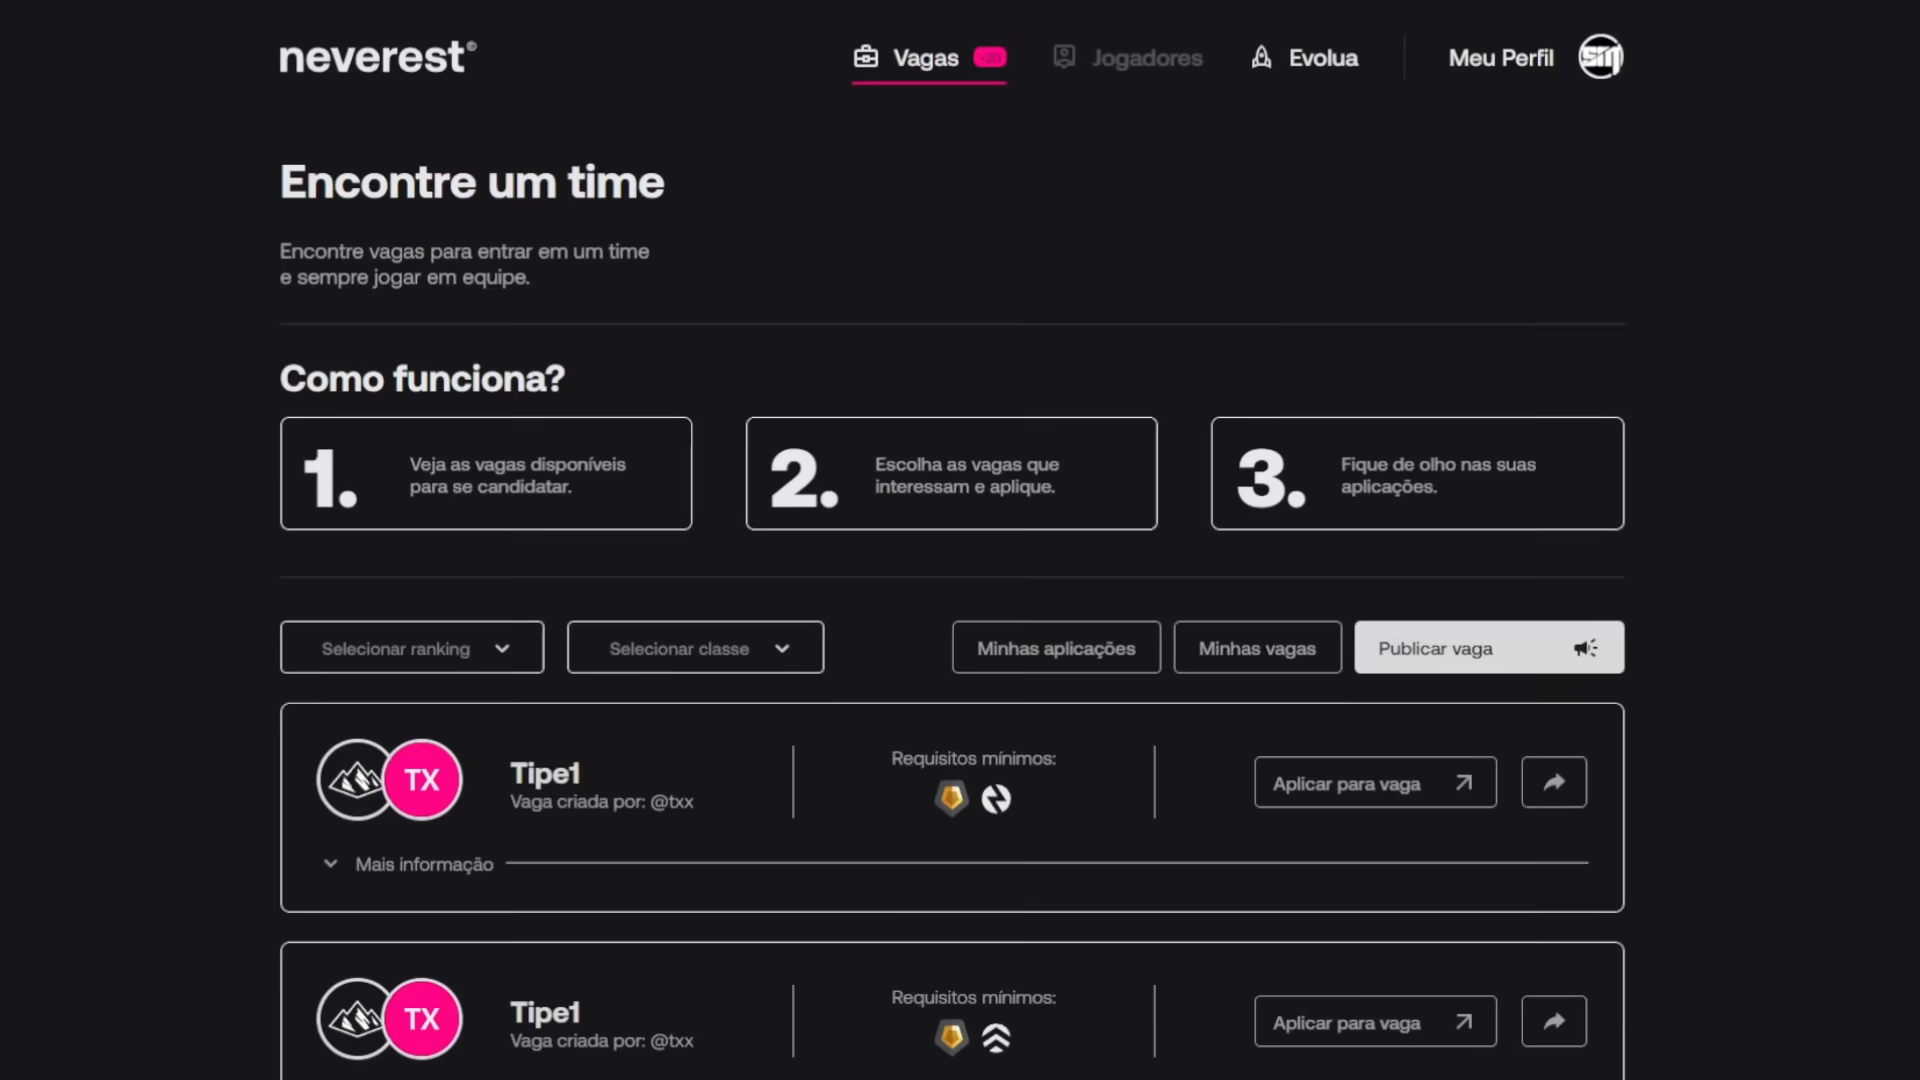 neverest©
Vagas
Jogadores
Evolua
Meu Perfil
Encontre um time
Encontre vagas para entrar em um time
e sempre jogar em equipe.
Como funciona?
1.
Veja as vagas disponíveis
para se candidatar.
2.
Escolha as vagas que
interessam e aplique.
3.
Fique de olho nas suas
aplicações.
Selecionar ranking
Selecionar classe
Minhas aplicações
Minhas vagas
Publicar vaga
TX
Tipe1
Vaga criada por: @txx
Requisitos mínimos:
Aplicar para vaga
Mais informação
TX
Tipe1
Vaga criada por: @txx
Requisitos mínimos:
Aplicar para vaga